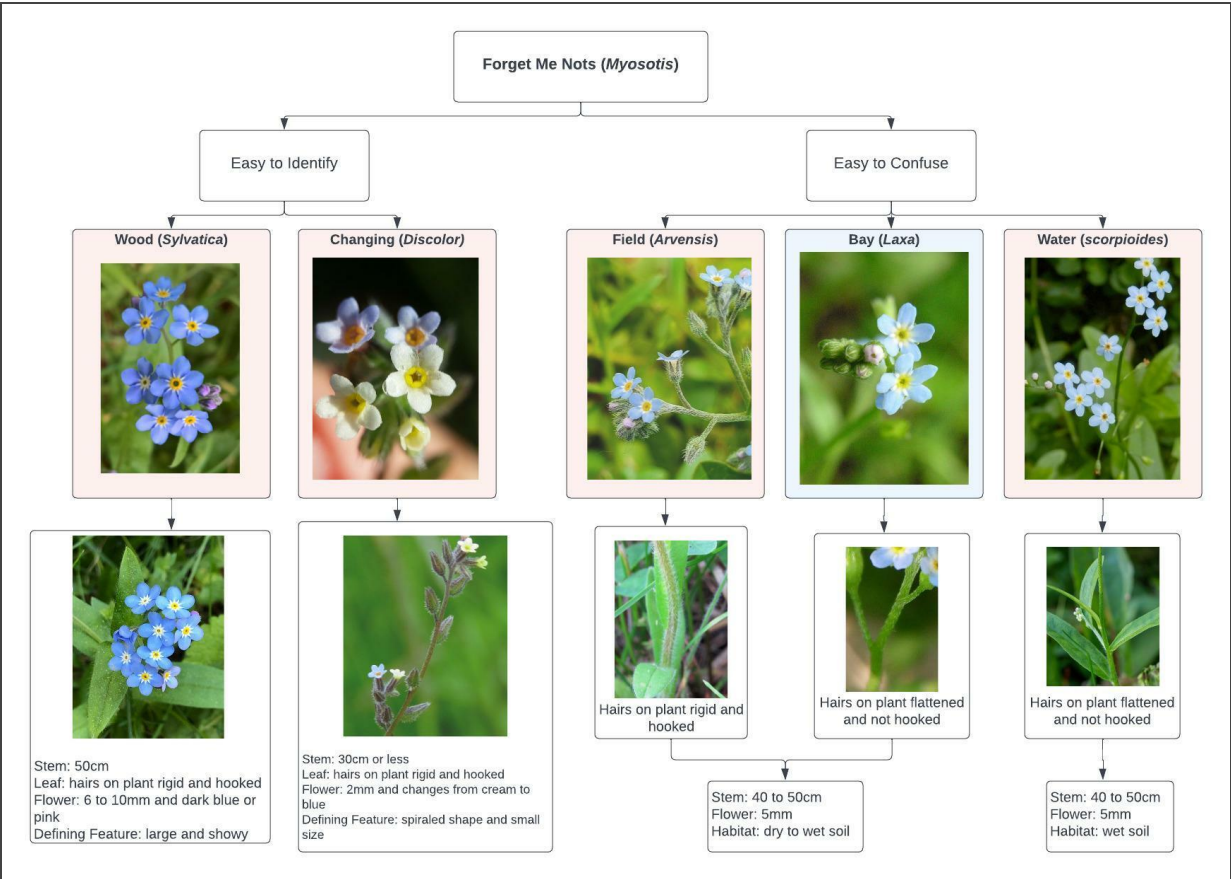 Forget Me Nots (Myosotis)
Easy to Identify
Easy to Confuse
Wood (Sylvatica)
Changing (Discolor)
Field (Arvensis)
Bay (Laxa)
Water (scorpioides)
Stem: 50cm
Leaf: hairs on plant rigid and hooked
Flower: 6 to 10mm and dark blue or
pink
Defining Feature: large and showy
Stem: 30cm or less
Leaf: hairs on plant rigid and hooked
Flower: 2mm and changes from cream to
blue
Defining Feature: spiraled shape and small
size
Hairs on plant rigid and
hooked
Hairs on plant flattened
and not hooked
Hairs on plant flattened
and not hooked
Stem: 40 to 50cm
Flower: 5mm
Habitat: dry to wet soil
Stem: 40 to 50cm
Flower: 5mm
Habitat: wet soil